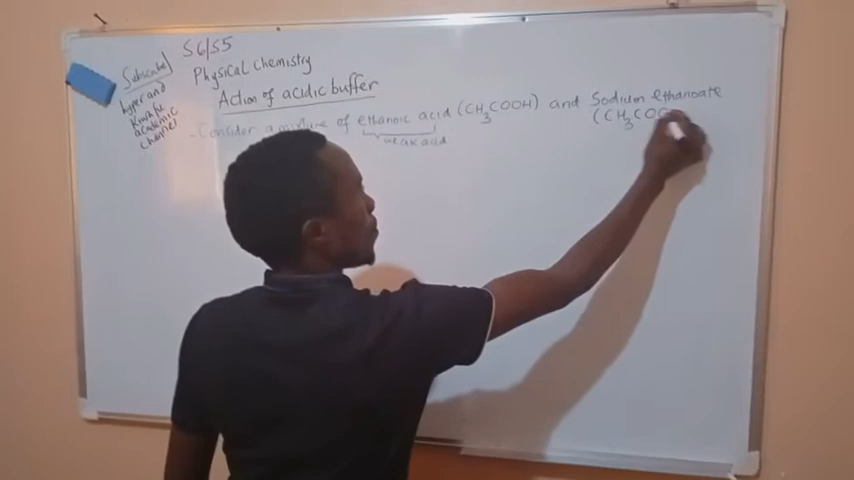 S6/S5
Subscribe
Physical Chemistry
hyper and
Kinetic
academic
channel
Action of acidic buffer
- Consider a mixture of ethanoic acid (CH3COOH) and Sodium ethanoate
weak acid
(CH3COO